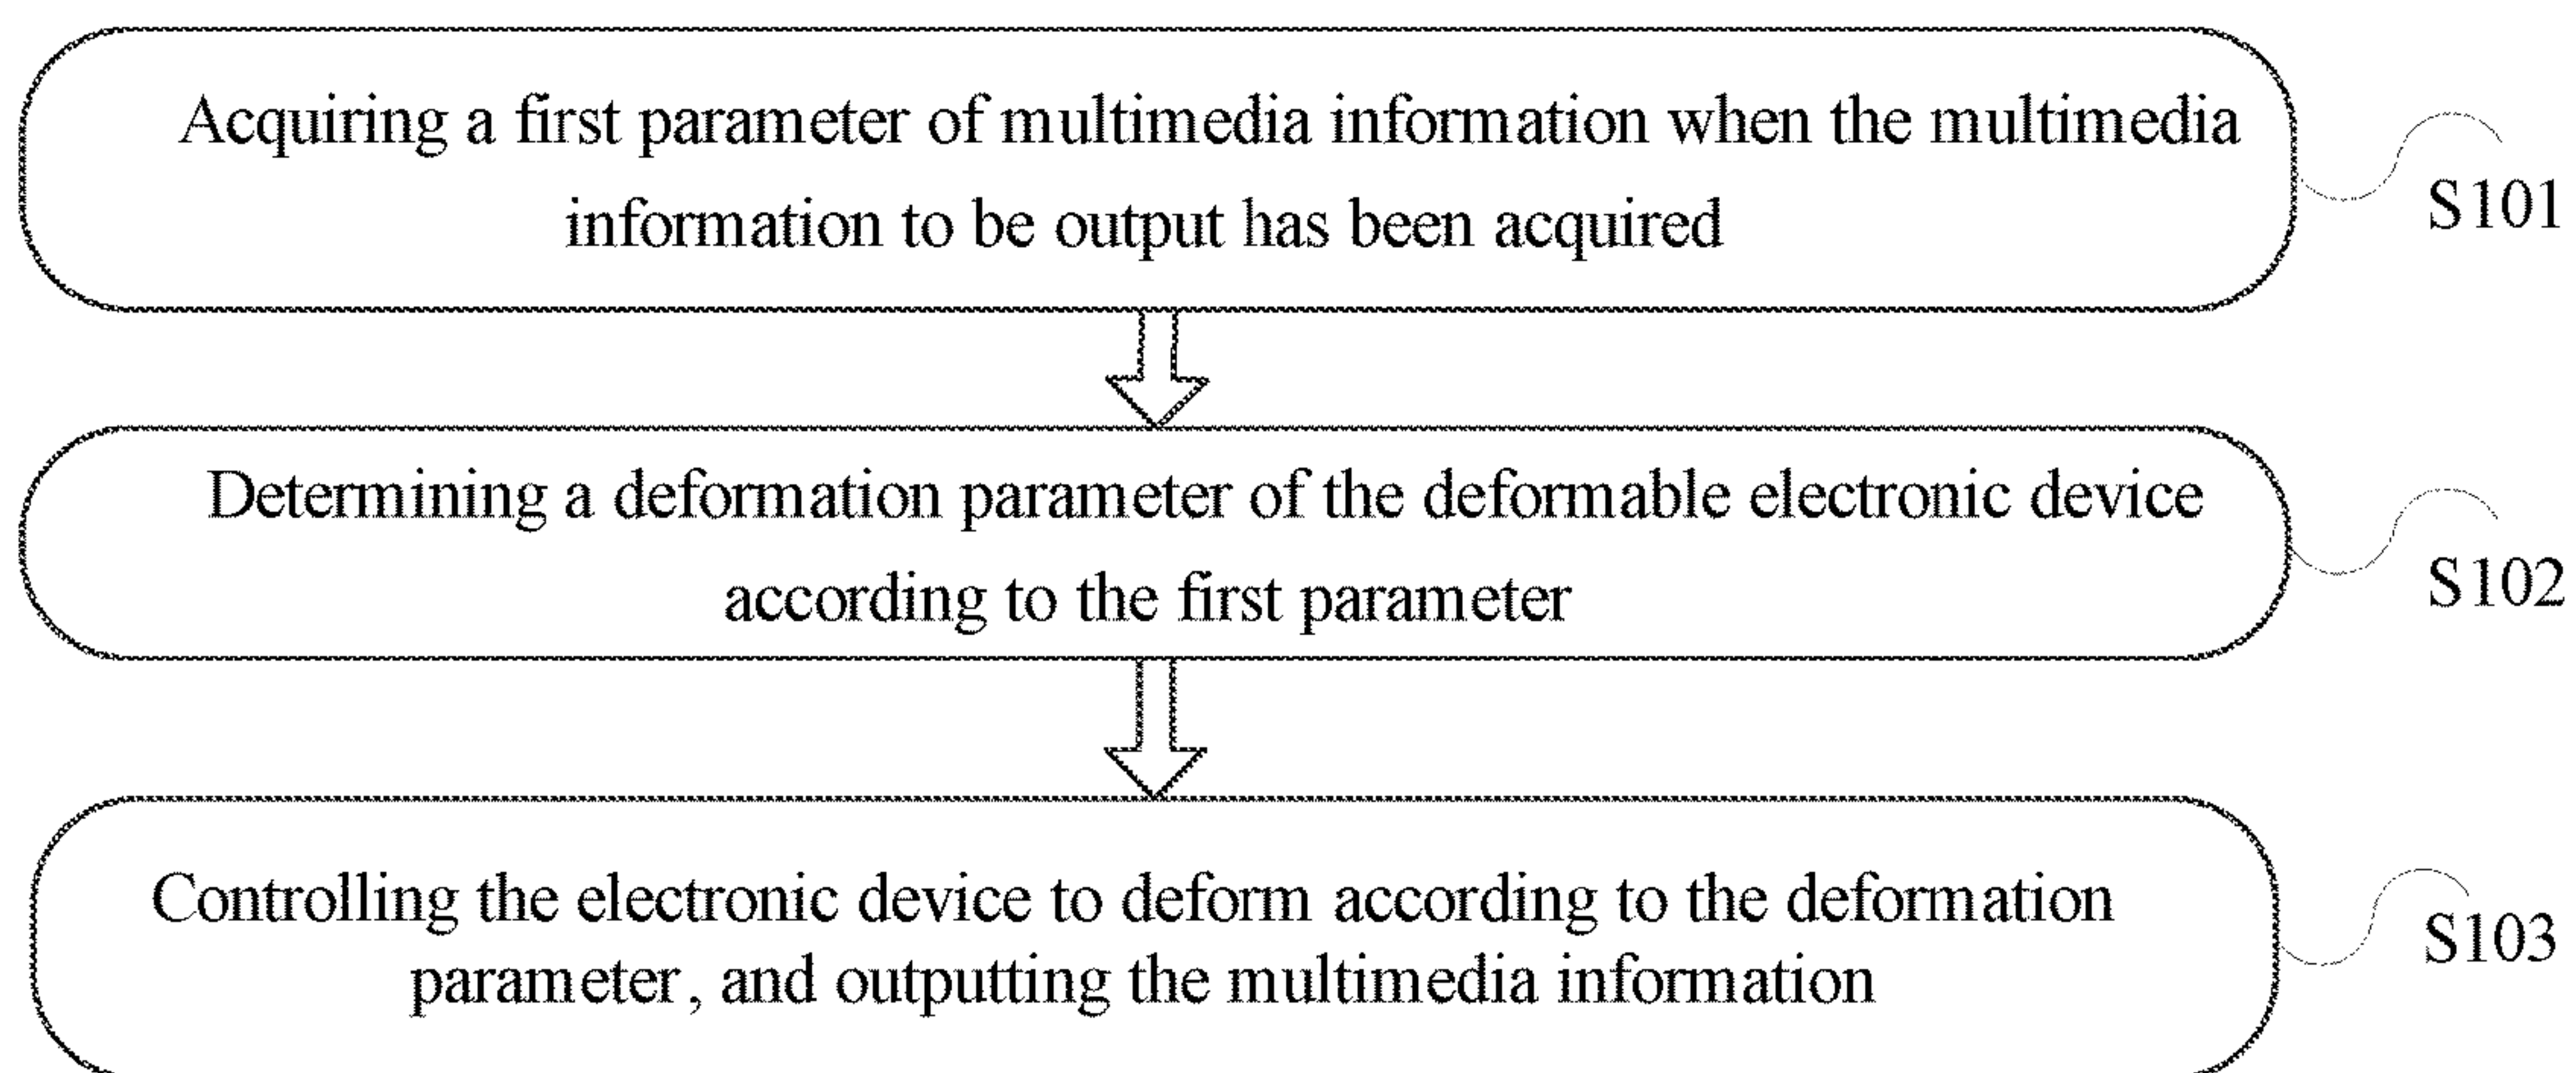 Acquiring a first parameter of multimedia information when the multimedia
information to be output has been acquired
S101
Determining a deformation parameter of the deformable electronic device
according to the first parameter
S102
Controlling the electronic device to deform according to the deformation
parameter, and outputting the multimedia information
S103